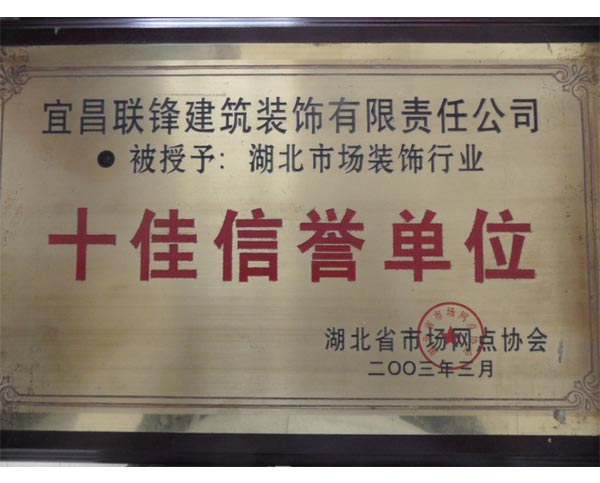 宜昌联锋建筑装饰有限责任公司
● 被授予：湖北市场装饰行业
十佳信誉单位
湖北省市场网点协会
二〇〇三年三月